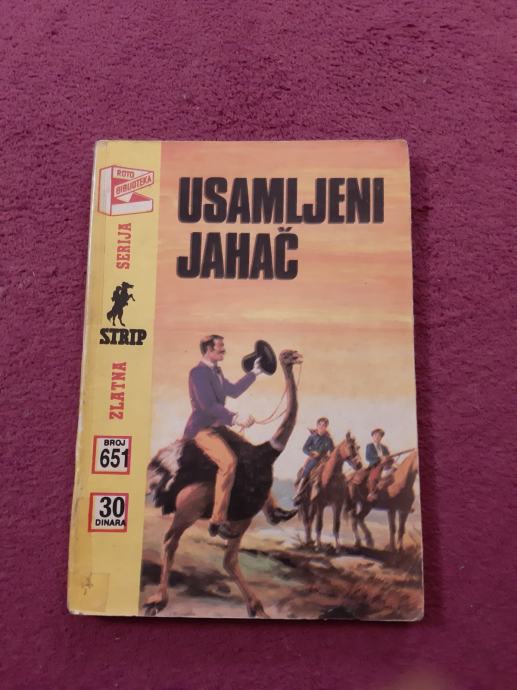 ROTO
BIBLIOTEKA
ZLATNA STRIP SERIJA
BROJ
651
30
DINARA
USAMLJENI
JAHAČ